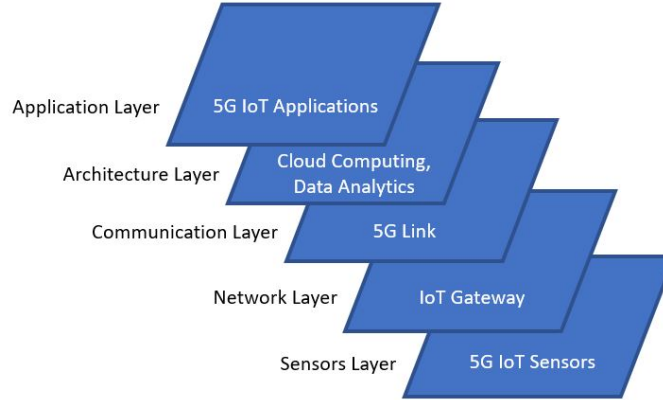 Application Layer
5G IoT Applications
Architecture Layer
Cloud Computing,
Data Analytics
Communication Layer
5G Link
Network Layer
IoT Gateway
Sensors Layer
5G IoT Sensors